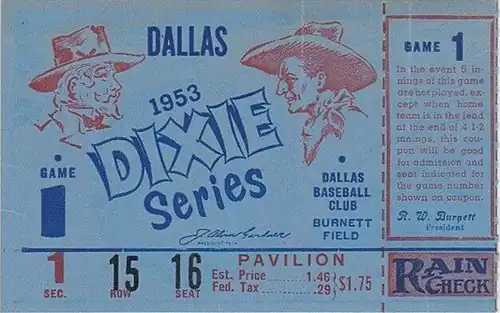 DALLAS
1953
DIXIE
Series
GAME
1
DALLAS
BASEBALL
CLUB
BURNETT
FIELD
J. Alvin Gardner
PRESIDENT
1
SEC.
15
ROW
16
SEAT
PAVILION
Est. Price 1.46
Fed. Tax .29
$1.75
GAME 1
In the event 5 in-
nings of this game
are not played, ex-
cept when home
team is in the lead
at the end of 4 1-2
innings, this cou-
pon will be good
for admission and
seat indicated for
the game number
shown on coupon.
R. W. Burnett
President
RAIN
CHECK